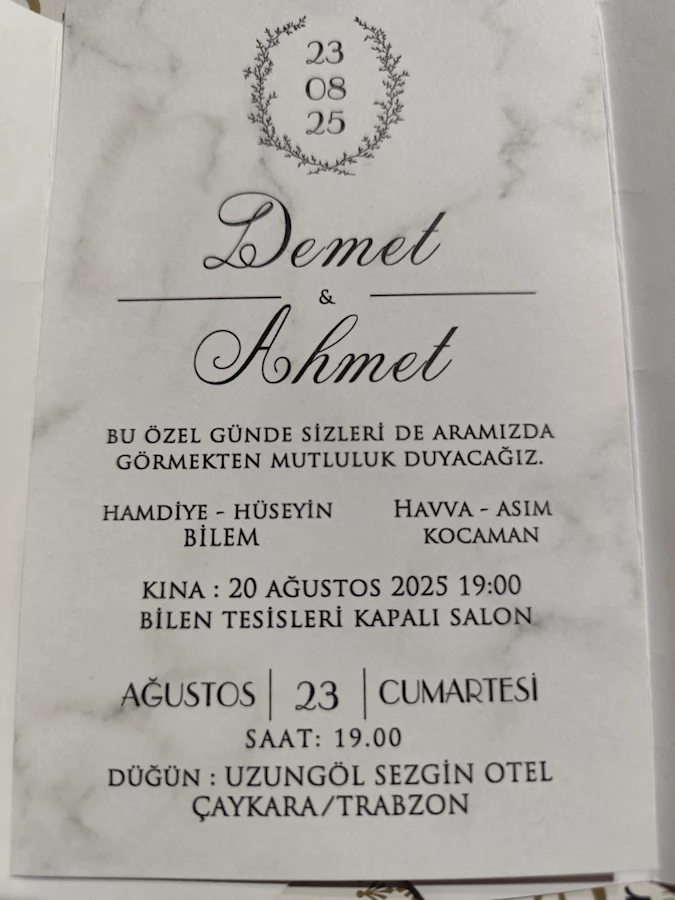 23
08
25
Demet
&
Ahmet
BU ÖZEL GÜNDE SİZLERİ DE ARAMIZDA
GÖRMEKTEN MUTLULUK DUYACAĞIZ.
HAMDİYE - HÜSEYİN
BİLEM
HAVVA - ASIM
KOCAMAN
KINA : 20 AĞUSTOS 2025 19:00
BİLEN TESİSLERİ KAPALI SALON
AĞUSTOS | 23 | CUMARTESİ
SAAT: 19.00
DÜĞÜN : UZUNGÖL SEZGİN OTEL
ÇAYKARA/TRABZON